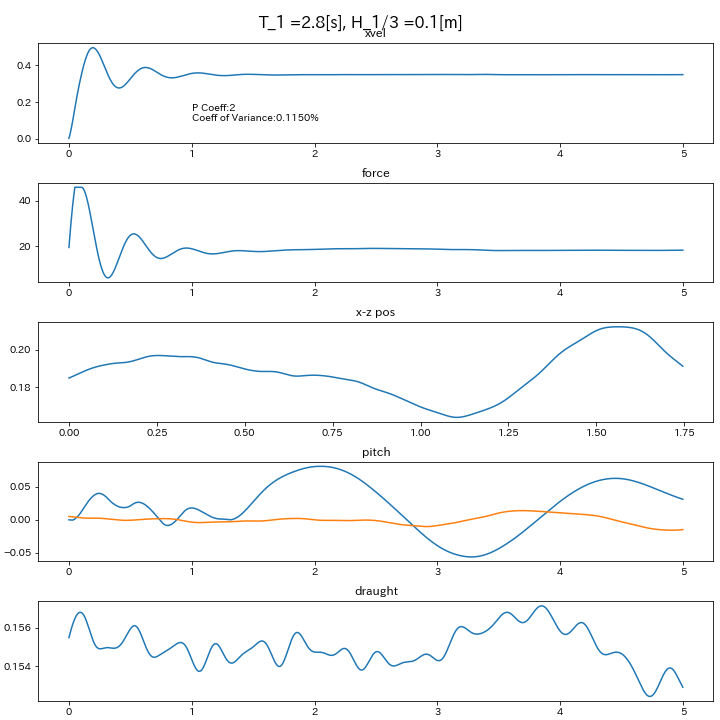 T_1 =2.8[s], H_1/3 =0.1[m]
xvel
0.4
0.2
0.0
P Coeff:2
Coeff of Variance:0.1150%
0 1 2 3 4 5
force
40
20
0 1 2 3 4 5
x-z pos
0.20
0.18
0.00 0.25 0.50 0.75 1.00 1.25 1.50 1.75
pitch
0.05
0.00
−0.05
0 1 2 3 4 5
draught
0.156
0.154
0 1 2 3 4 5